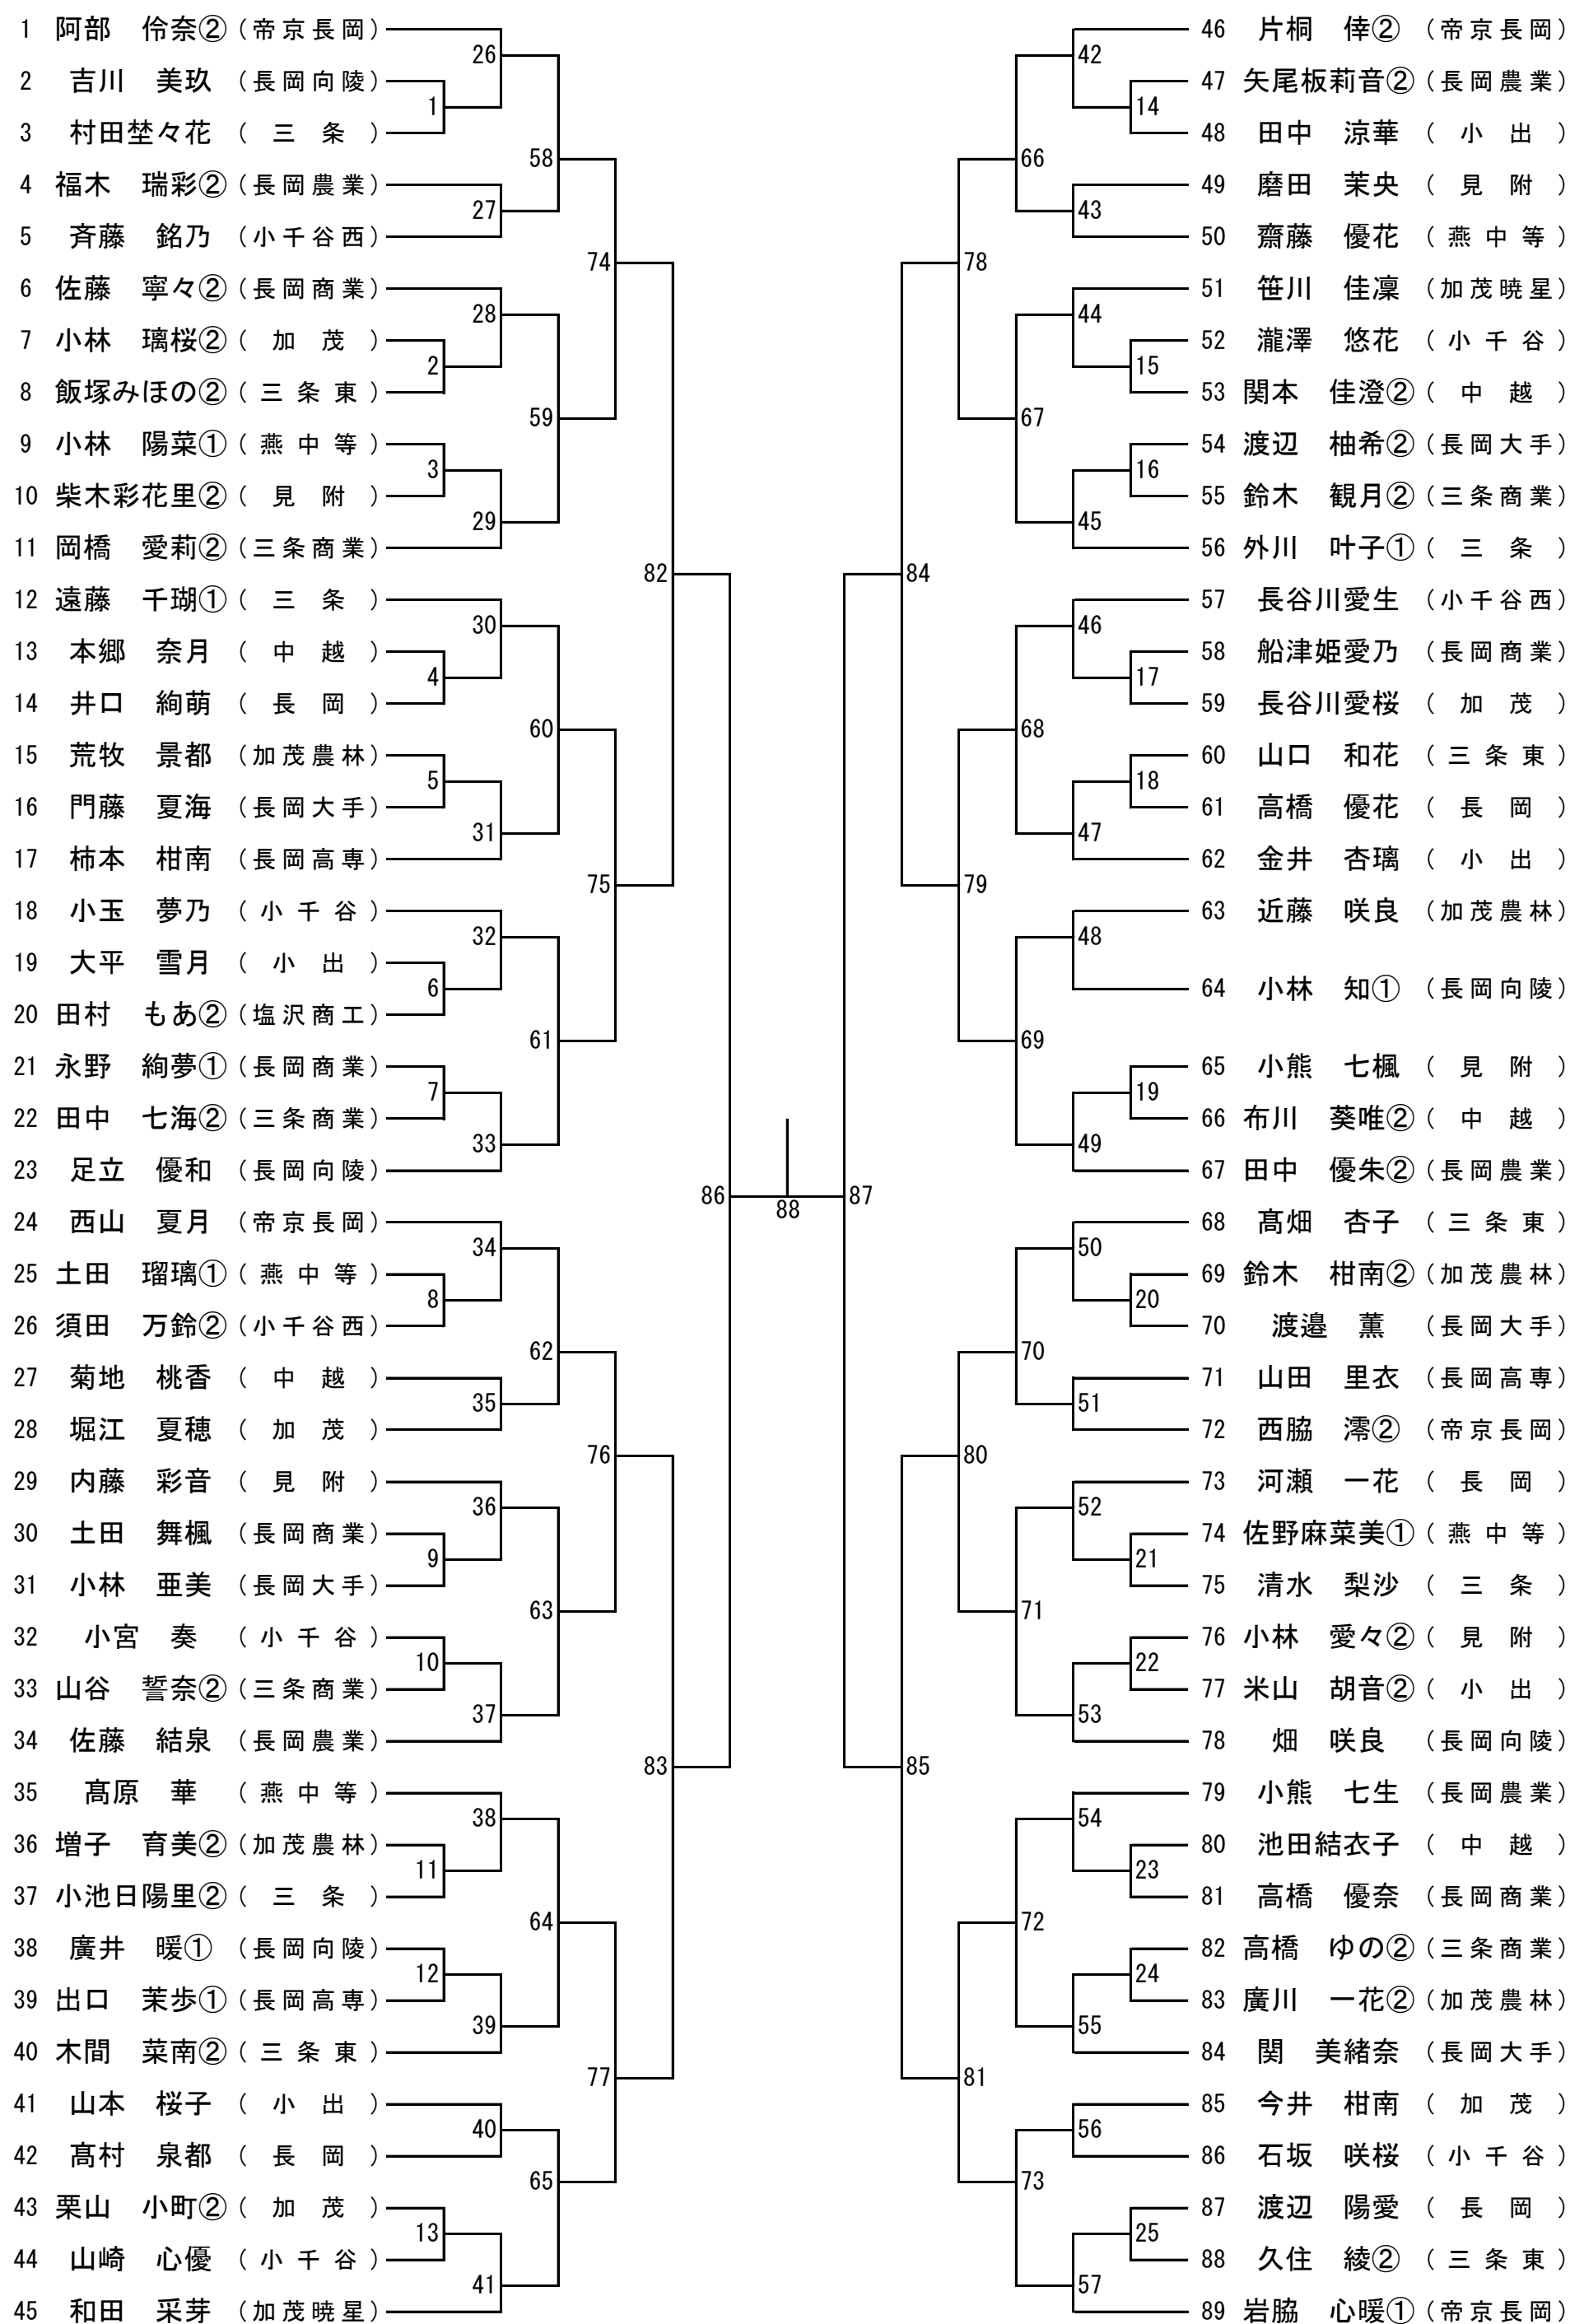 1 阿部 伶奈② (帝京長岡)
2 吉川 美玖 (長岡向陵)
3 村田埜々花 (三条)
4 福木 瑞彩② (長岡農業)
5 斉藤 銘乃 (小千谷西)
6 佐藤 寧々② (長岡商業)
7 小林 璃桜② (加茂)
8 飯塚みほの② (三条東)
9 小林 陽菜① (燕中等)
10 柴木彩花里② (見附)
11 岡橋 愛莉② (三条商業)
12 遠藤 千瑚① (三条)
13 本郷 奈月 (中越)
14 井口 絢萌 (長岡)
15 荒牧 景都 (加茂農林)
16 門藤 夏海 (長岡大手)
17 柿本 柑南 (長岡高専)
18 小玉 夢乃 (小千谷)
19 大平 雪月 (小出)
20 田村 もあ② (塩沢商工)
21 永野 絢夢① (長岡商業)
22 田中 七海② (三条商業)
23 足立 優和 (長岡向陵)
24 西山 夏月 (帝京長岡)
25 土田 瑠璃① (燕中等)
26 須田 万鈴② (小千谷西)
27 菊地 桃香 (中越)
28 堀江 夏穂 (加茂)
29 内藤 彩音 (見附)
30 土田 舞楓 (長岡商業)
31 小林 亜美 (長岡大手)
32 小宮 奏 (小千谷)
33 山谷 誓奈② (三条商業)
34 佐藤 結泉 (長岡農業)
35 髙原 華 (燕中等)
36 増子 育美② (加茂農林)
37 小池日陽里② (三条)
38 廣井 暖① (長岡向陵)
39 出口 茉歩① (長岡高専)
40 木間 菜南② (三条東)
41 山本 桜子 (小出)
42 髙村 泉都 (長岡)
43 栗山 小町② (加茂)
44 山崎 心優 (小千谷)
45 和田 采芽 (加茂暁星)
1
2
3
4
5
6
7
8
9
10
11
12
13
26
27
28
29
30
31
32
33
34
35
36
37
38
39
40
41
58
59
60
61
62
63
64
65
74
75
76
77
82
83
86
88
87
84
85
78
79
80
81
66
67
68
69
70
71
72
73
42
43
44
45
46
47
48
49
50
51
52
53
54
55
56
57
14
15
16
17
18
19
20
21
22
23
24
25
46 片桐 倖② (帝京長岡)
47 矢尾板莉音② (長岡農業)
48 田中 涼華 (小出)
49 磨田 茉央 (見附)
50 齋藤 優花 (燕中等)
51 笹川 佳凜 (加茂暁星)
52 瀧澤 悠花 (小千谷)
53 関本 佳澄② (中越)
54 渡辺 柚希② (長岡大手)
55 鈴木 観月② (三条商業)
56 外川 叶子① (三条)
57 長谷川愛生 (小千谷西)
58 船津姫愛乃 (長岡商業)
59 長谷川愛桜 (加茂)
60 山口 和花 (三条東)
61 高橋 優花 (長岡)
62 金井 杏璃 (小出)
63 近藤 咲良 (加茂農林)
64 小林 知① (長岡向陵)
65 小熊 七楓 (見附)
66 布川 葵唯② (中越)
67 田中 優朱② (長岡農業)
68 髙畑 杏子 (三条東)
69 鈴木 柑南② (加茂農林)
70 渡邉 薫 (長岡大手)
71 山田 里衣 (長岡高専)
72 西脇 澪② (帝京長岡)
73 河瀬 一花 (長岡)
74 佐野麻菜美① (燕中等)
75 清水 梨沙 (三条)
76 小林 愛々② (見附)
77 米山 胡音② (小出)
78 畑 咲良 (長岡向陵)
79 小熊 七生 (長岡農業)
80 池田結衣子 (中越)
81 高橋 優奈 (長岡商業)
82 高橋 ゆの② (三条商業)
83 廣川 一花② (加茂農林)
84 関 美緒奈 (長岡大手)
85 今井 柑南 (加茂)
86 石坂 咲桜 (小千谷)
87 渡辺 陽愛 (長岡)
88 久住 綾② (三条東)
89 岩脇 心暖① (帝京長岡)